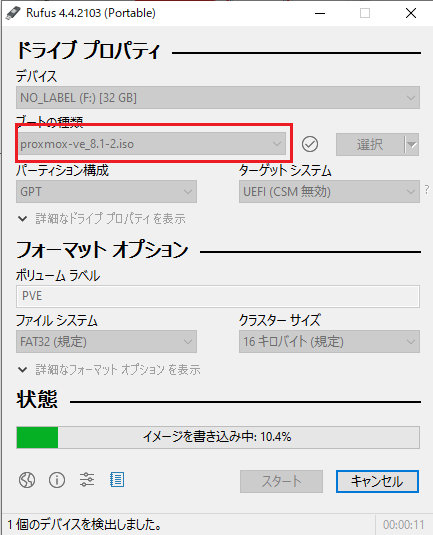 Rufus 4.4.2103 (Portable)
ドライブ プロパティ
デバイス
NO_LABEL (F:) [32 GB]
ブートの種類
proxmox-ve_8.1-2.iso
選択
パーティション構成
ターゲット システム
GPT
UEFI (CSM 無効)
?
詳細なドライブ プロパティを表示
フォーマット オプション
ボリューム ラベル
PVE
ファイル システム
クラスター サイズ
FAT32 (規定)
16 キロバイト (規定)
詳細なフォーマット オプション を表示
状態
イメージを書き込み中: 10.4%
スタート
キャンセル
1 個のデバイスを検出しました。
00:00:11